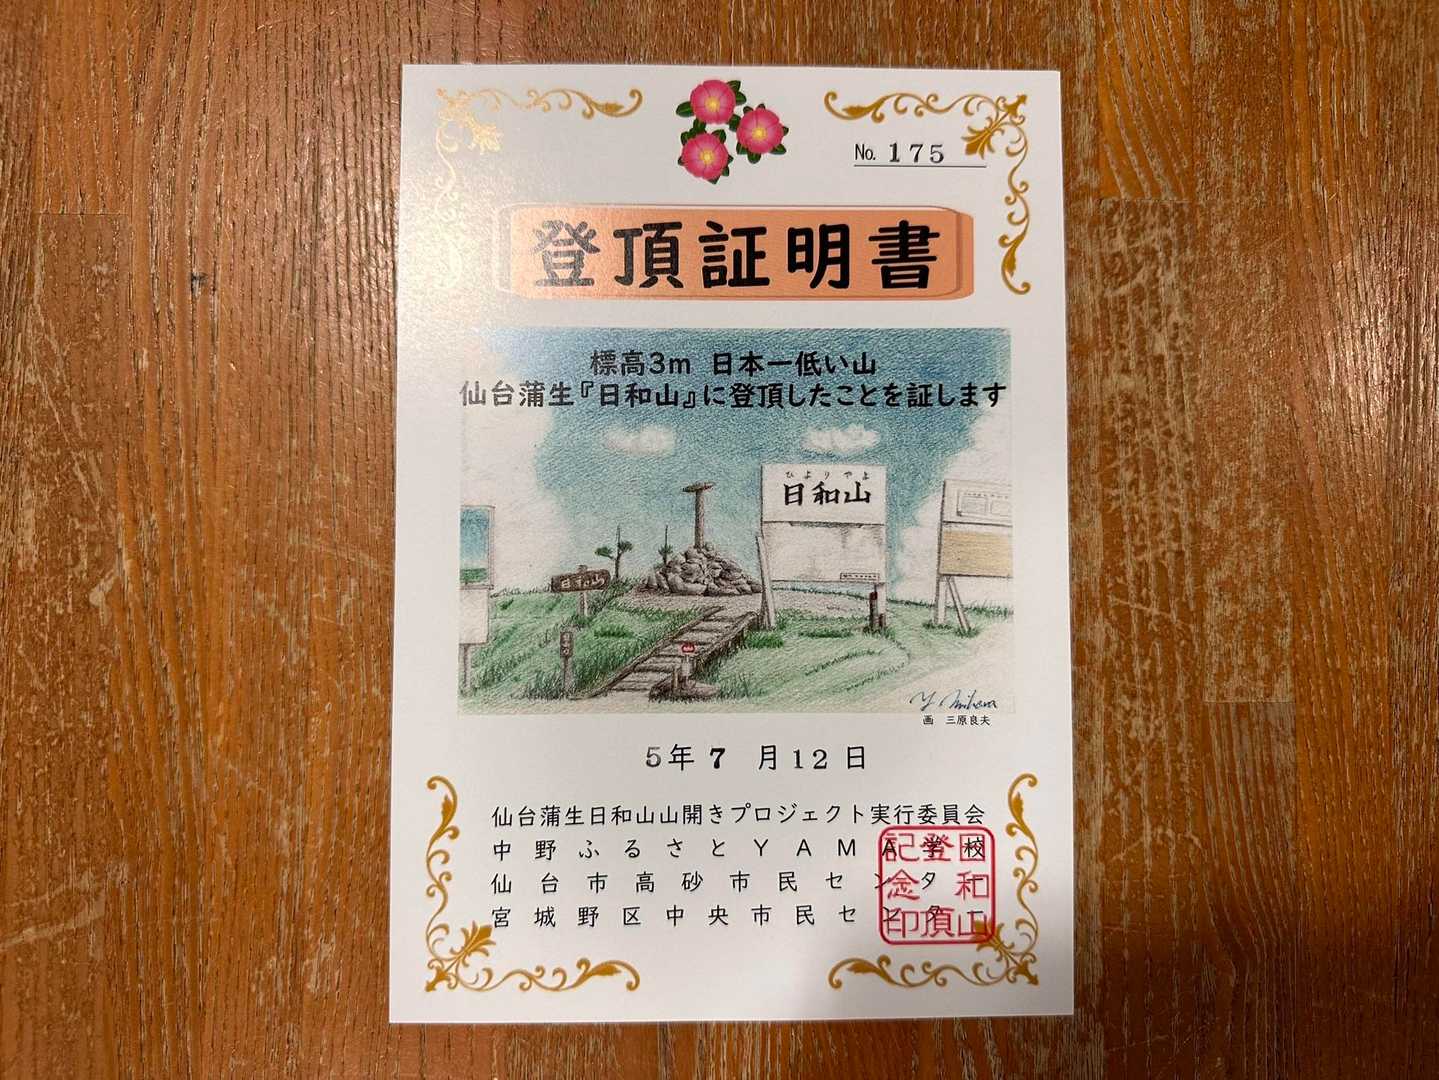 No. 175
登頂証明書
標高3m 日本一低い山
仙台蒲生『日和山』に登頂したことを証します
ひよりやま
日和山
日和山
Y. Mihara
画 三原良夫
5年 7 月 12 日
仙台蒲生日和山山開きプロジェクト実行委員会
中野ふるさとYAMA学校
仙台市高砂市民センター
宮城野区中央市民センター
日和山
登頂
記念印